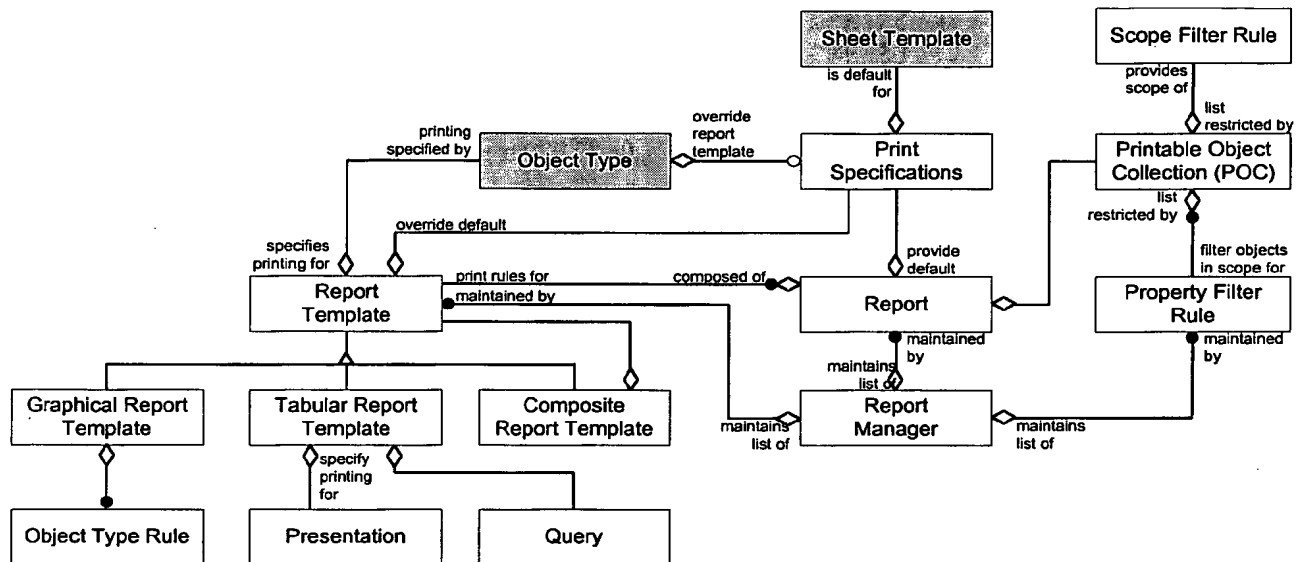 Sheet Template
Scope Filter Rule
is default
for
provides
scope of
list
restricted by
printing
specified by
override
report
template
Object Type
Print
Specifications
Printable Object
Collection (POC)
list
restricted by
specifies
printing for
override default
provide
default
filter objects
in scope for
print rules for
composed of
maintained by
Report
Template
Report
Property Filter
Rule
maintained
by
maintained
by
maintains
list of
Graphical Report
Template
Tabular Report
Template
Composite
Report Template
Report
Manager
maintains
list of
maintains
list of
specify
printing
for
Object Type Rule
Presentation
Query